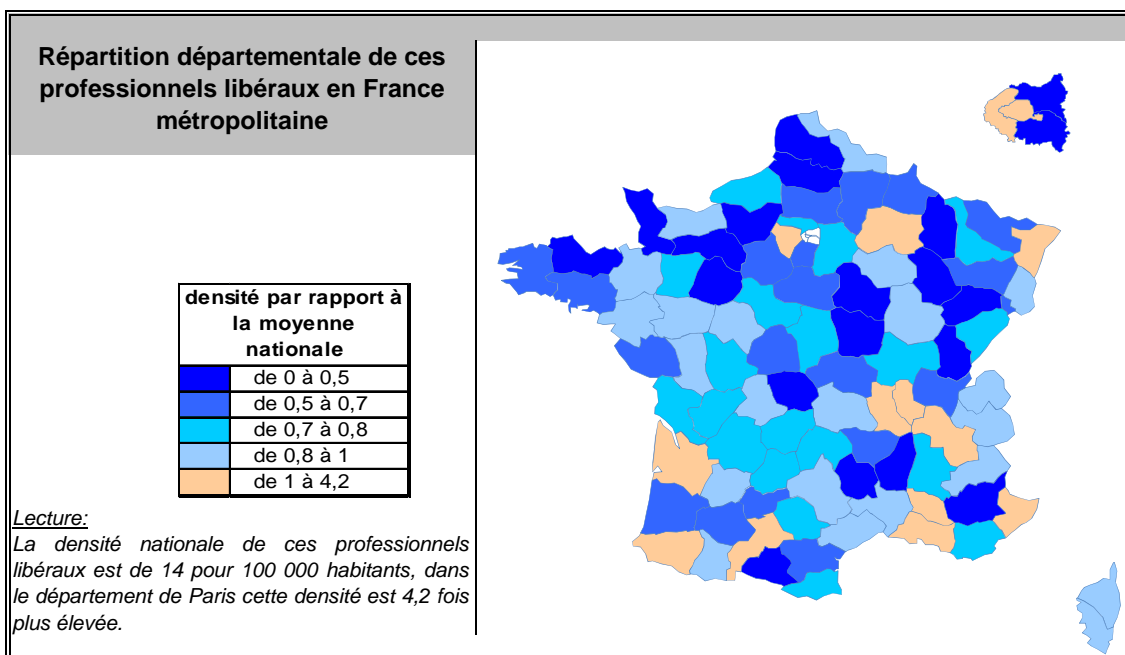 Répartition départementale de ces
professionnels libéraux en France
métropolitaine
densité par rapport à
la moyenne
nationale
de 0 à 0,5
de 0,5 à 0,7
de 0,7 à 0,8
de 0,8 à 1
de 1 à 4,2
Lecture:
La densité nationale de ces professionnels
libéraux est de 14 pour 100 000 habitants, dans
le département de Paris cette densité est 4,2 fois
plus élevée.